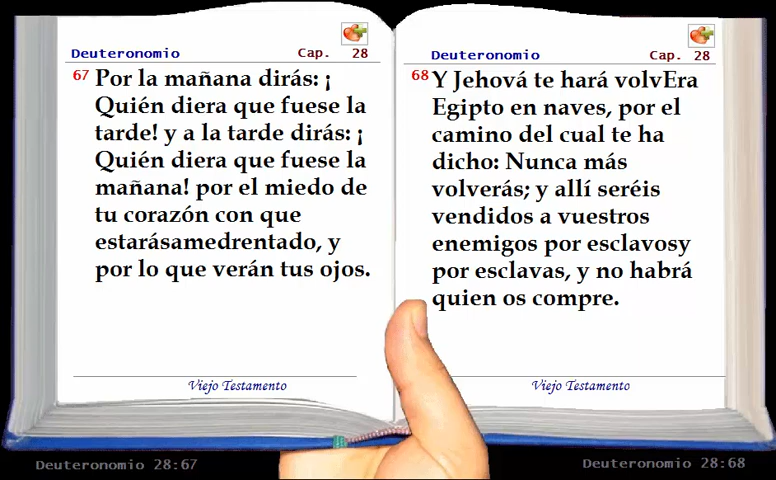 Deuteronomio Cap. 28
67 Por la mañana dirás: ¡
Quién diera que fuese la
tarde! y a la tarde dirás: ¡
Quién diera que fuese la
mañana! por el miedo de
tu corazón con que
estarásamedrentado, y
por lo que verán tus ojos.
Viejo Testamento
Deuteronomio 28:67
Deuteronomio Cap. 28
68 Y Jehová te hará volvEra
Egipto en naves, por el
camino del cual te ha
dicho: Nunca más
volverás; y allí seréis
vendidos a vuestros
enemigos por esclavosy
por esclavas, y no habrá
quien os compre.
Viejo Testamento
Deuteronomio 28:68